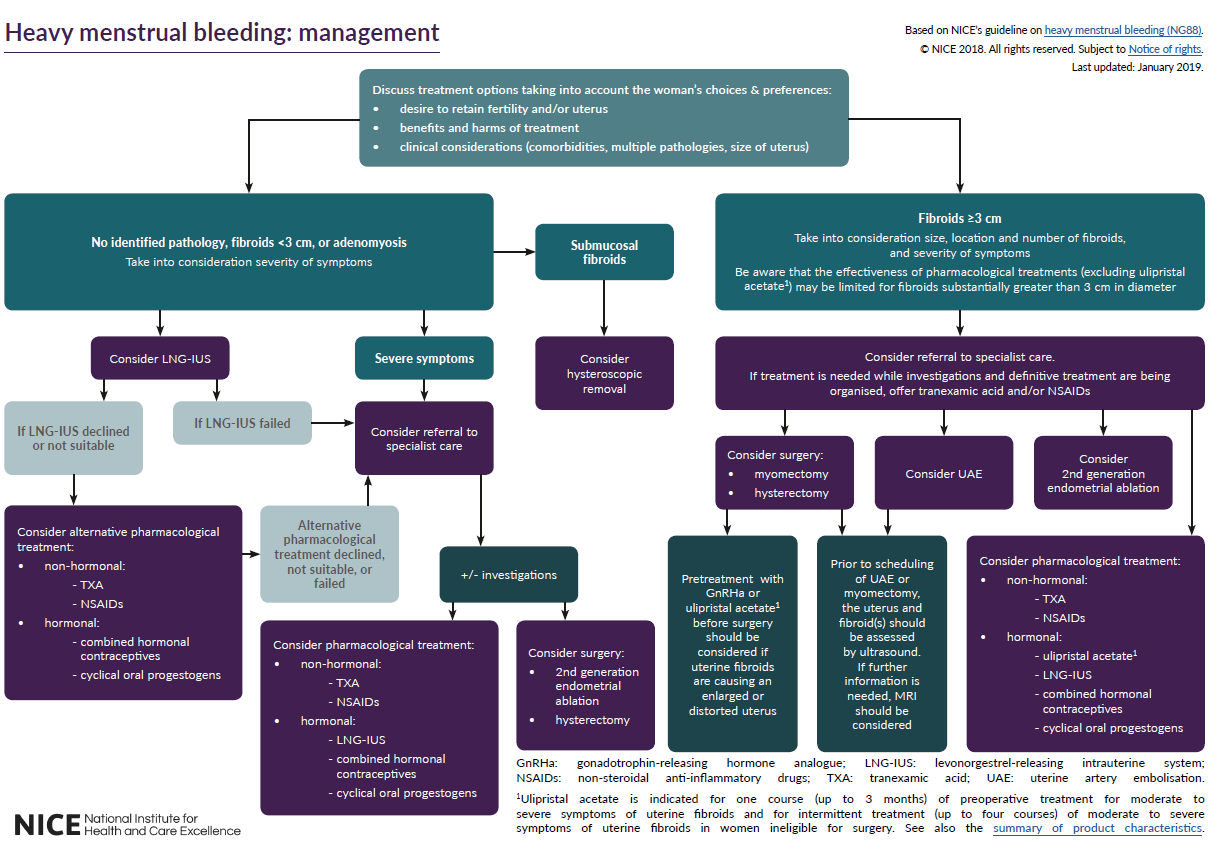 Heavy menstrual bleeding: management
Based on NICE's guideline on heavy menstrual bleeding (NG88).
© NICE 2018. All rights reserved. Subject to Notice of rights.
Last updated: January 2019.
Discuss treatment options taking into account the woman's choices & preferences:
• desire to retain fertility and/or uterus
• benefits and harms of treatment
• clinical considerations (comorbidities, multiple pathologies, size of uterus)
No identified pathology, fibroids <3 cm, or adenomyosis
Take into consideration severity of symptoms
Submucosal
fibroids
Fibroids ≥3 cm
Take into consideration size, location and number of fibroids,
and severity of symptoms
Be aware that the effectiveness of pharmacological treatments (excluding ulipristal
acetate¹) may be limited for fibroids substantially greater than 3 cm in diameter
Consider LNG-IUS
Severe symptoms
Consider
hysteroscopic
removal
Consider referral to specialist care.
If treatment is needed while investigations and definitive treatment are being
organised, offer tranexamic acid and/or NSAIDs
If LNG-IUS declined
or not suitable
If LNG-IUS failed
Consider referral to
specialist care
Consider surgery:
• myomectomy
• hysterectomy
Consider UAE
Consider
2nd generation
endometrial ablation
Consider alternative pharmacological
treatment:
• non-hormonal:
- TXA
- NSAIDs
• hormonal:
- combined hormonal
contraceptives
- cyclical oral progestogens
Alternative
pharmacological
treatment declined,
not suitable, or
failed
+/- investigations
Consider pharmacological treatment:
• non-hormonal:
- TXA
- NSAIDs
• hormonal:
- LNG-IUS
- combined hormonal
contraceptives
- cyclical oral progestogens
Consider surgery:
• 2nd generation
endometrial
ablation
• hysterectomy
Pretreatment with
GnRHa or
ulipristal acetate¹
before surgery
should be
considered if
uterine fibroids
are causing an
enlarged or
distorted uterus
Prior to scheduling
of UAE or
myomectomy,
the uterus and
fibroid(s) should
be assessed
by ultrasound.
If further
information is
needed, MRI
should be
considered
Consider pharmacological treatment:
• non-hormonal:
- TXA
- NSAIDs
• hormonal:
- ulipristal acetate¹
- LNG-IUS
- combined hormonal
contraceptives
- cyclical oral progestogens
GnRHa: gonadotrophin-releasing hormone analogue; LNG-IUS: levonorgestrel-releasing intrauterine system;
NSAIDs: non-steroidal anti-inflammatory drugs; TXA: tranexamic acid; UAE: uterine artery embolisation.
¹Ulipristal acetate is indicated for one course (up to 3 months) of preoperative treatment for moderate to
severe symptoms of uterine fibroids and for intermittent treatment (up to four courses) of moderate to severe
symptoms of uterine fibroids in women ineligible for surgery. See also the summary of product characteristics.
NICE National Institute for
Health and Care Excellence